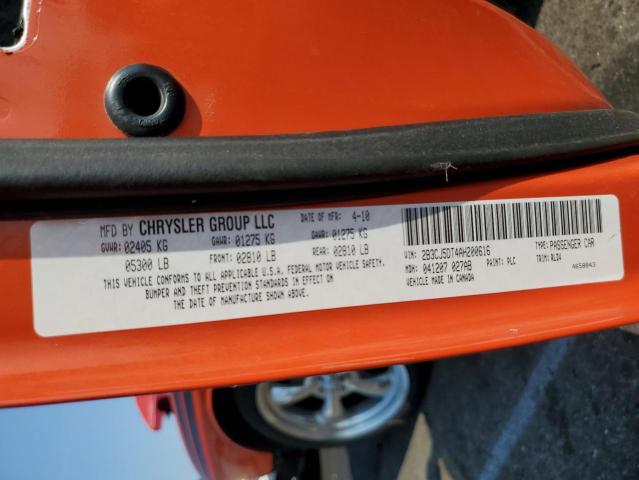 MFD BY CHRYSLER GROUP LLC DATE OF MFR 4-10
GVWR: 02405 KG GAWR: 01275 KG GAWR: 01275 KG
05300 LB FRONT: 02810 LB REAR: 02810 LB
THIS VEHICLE CONFORMS TO ALL APPLICABLE U.S.A. FEDERAL MOTOR VEHICLE SAFETY,
BUMPER AND THEFT PREVENTION STANDARDS IN EFFECT ON
THE DATE OF MANUFACTURE SHOWN ABOVE.
VIN: 2B3CJ5DT4AH200616 TYPE: PASSENGER CAR
MDH: 041207 027AB PAINT: PLC TRIM: RLD4
VEHICLE MADE IN CANADA 4658043